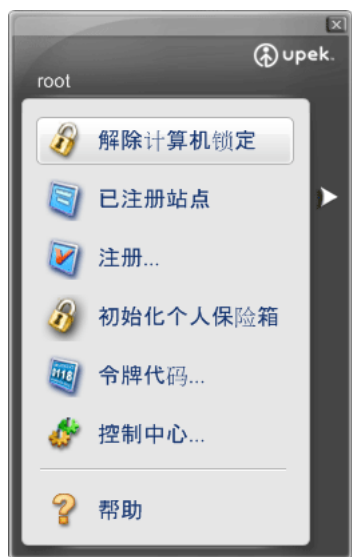 upek.
root
解除计算机锁定
已注册站点
注册...
初始化个人保险箱
令牌代码...
控制中心...
帮助